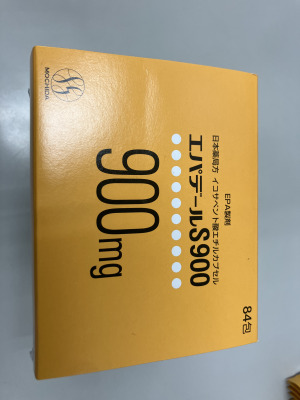 EPA製剤
日本薬局方 イコサペント酸エチルカプセル
エパデールS900
900mg
84包
MOCHIDA